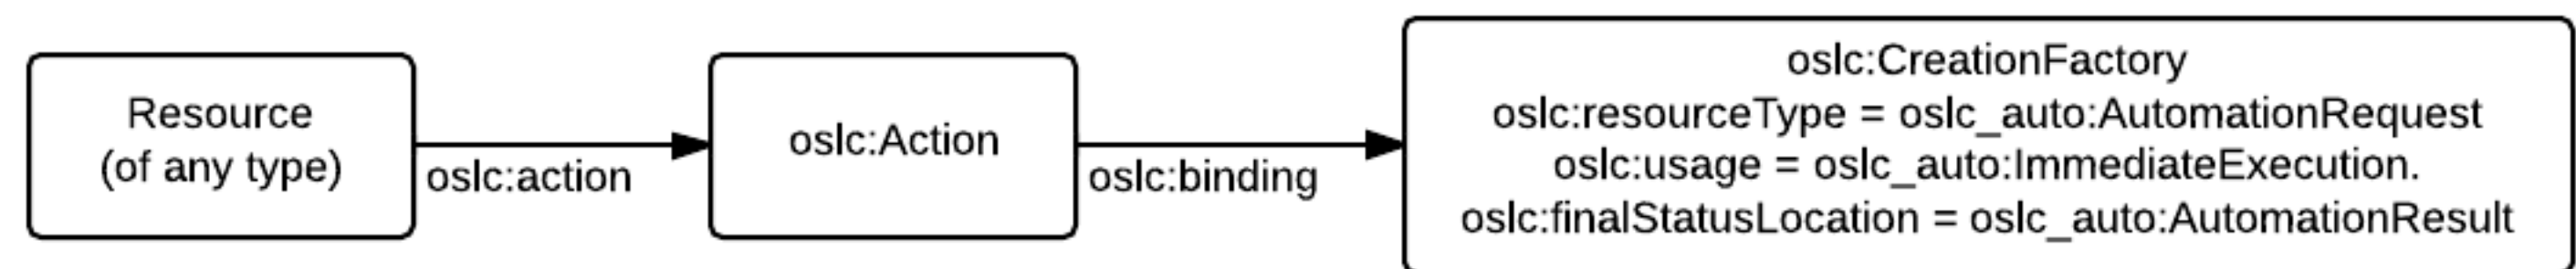 Resource
(of any type)
oslc:action
oslc:Action
oslc:binding
oslc:CreationFactory
oslc:resourceType = oslc_auto:AutomationRequest
oslc:usage = oslc_auto:ImmediateExecution.
oslc:finalStatusLocation = oslc_auto:AutomationResult